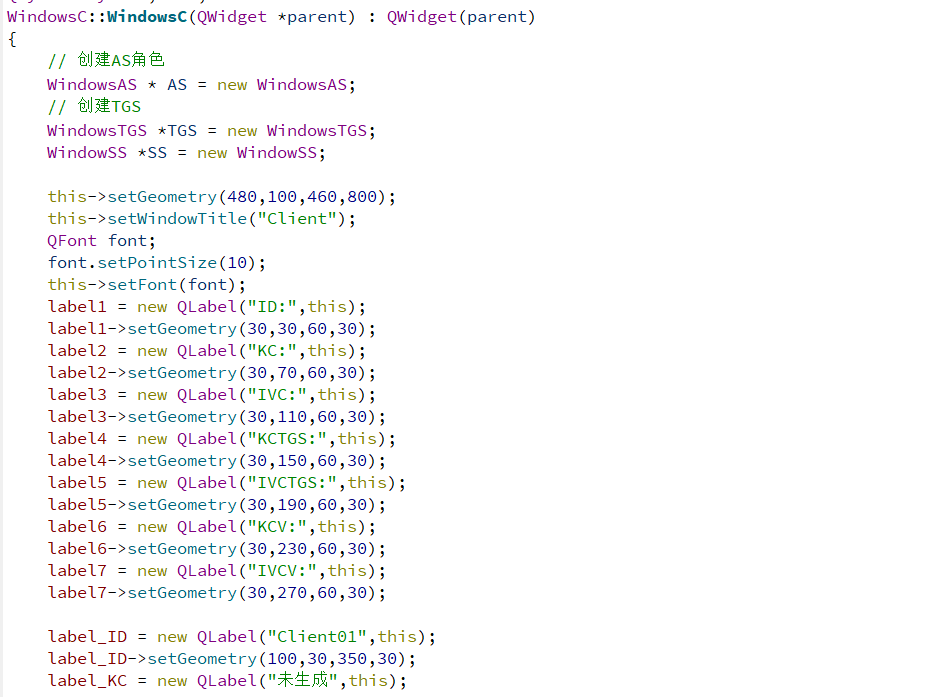 WindowsC::WindowsC(QWidget *parent) : QWidget(parent)
{
    // 创建AS角色
    WindowsAS * AS = new WindowsAS;
    // 创建TGS
    WindowsTGS *TGS = new WindowsTGS;
    WindowSS *SS = new WindowSS;

    this->setGeometry(480,100,460,800);
    this->setWindowTitle("Client");
    QFont font;
    font.setPointSize(10);
    this->setFont(font);
    label1 = new QLabel("ID:",this);
    label1->setGeometry(30,30,60,30);
    label2 = new QLabel("KC:",this);
    label2->setGeometry(30,70,60,30);
    label3 = new QLabel("IVC:",this);
    label3->setGeometry(30,110,60,30);
    label4 = new QLabel("KCTGS:",this);
    label4->setGeometry(30,150,60,30);
    label5 = new QLabel("IVCTGS:",this);
    label5->setGeometry(30,190,60,30);
    label6 = new QLabel("KCV:",this);
    label6->setGeometry(30,230,60,30);
    label7 = new QLabel("IVCV:",this);
    label7->setGeometry(30,270,60,30);

    label_ID = new QLabel("Client01",this);
    label_ID->setGeometry(100,30,350,30);
    label_KC = new QLabel("未生成",this);